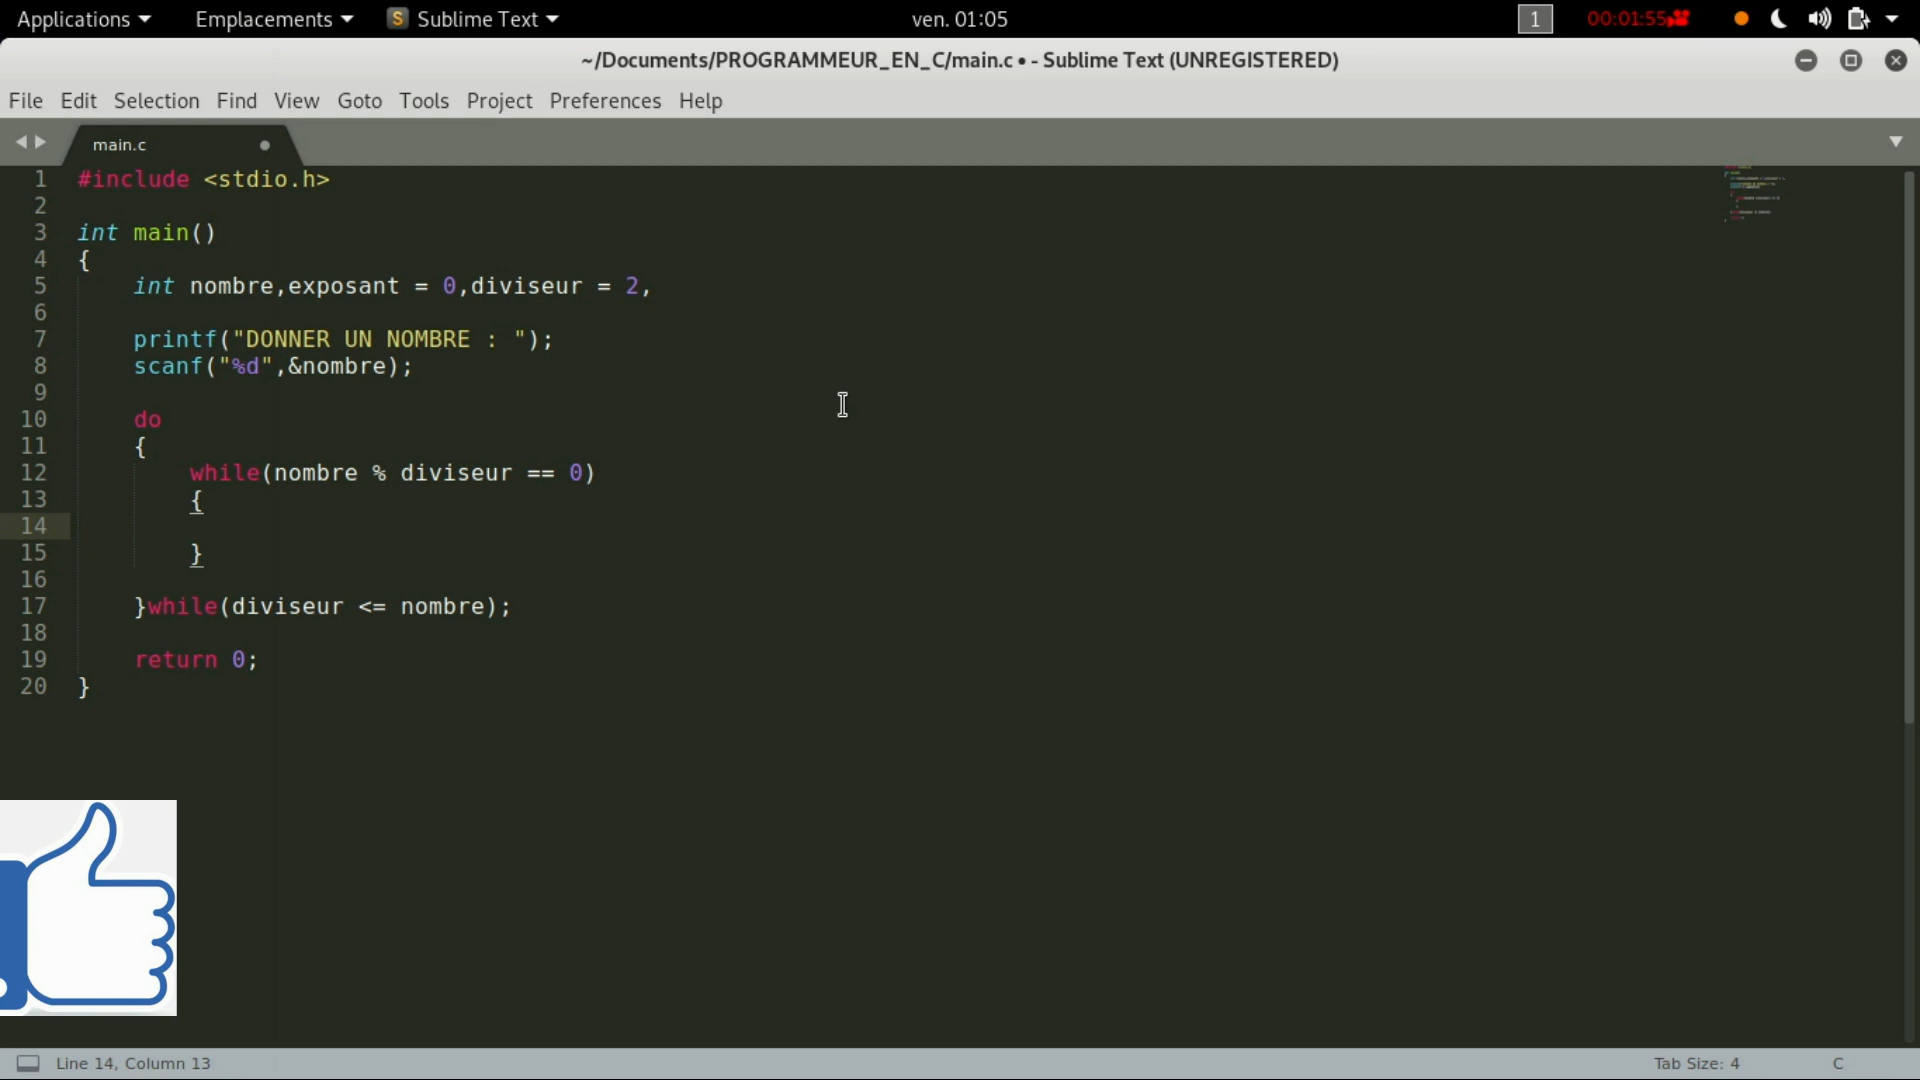 Applications Emplacements Sublime Text ven. 01:05 1 00:01:55
~/Documents/PROGRAMMEUR_EN_C/main.c • - Sublime Text (UNREGISTERED)
File Edit Selection Find View Goto Tools Project Preferences Help
main.c
1 #include <stdio.h>
2
3 int main()
4 {
5 int nombre,exposant = 0,diviseur = 2,
6
7 printf("DONNER UN NOMBRE : ");
8 scanf("%d",&nombre);
9
10 do
11 {
12 while(nombre % diviseur == 0)
13 {
14
15 }
16
17 }while(diviseur <= nombre);
18
19 return 0;
20 }
Line 14, Column 13 Tab Size: 4 C